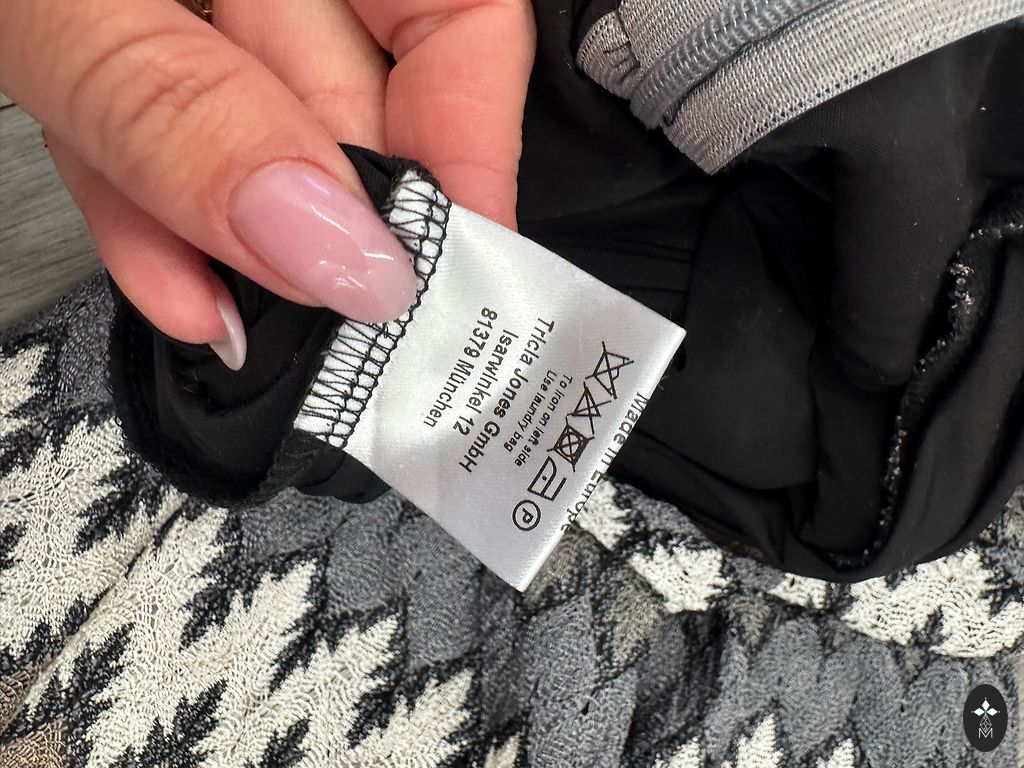 Made in Europe
P
To iron on left side
Use laundry bag
Tricia Jones GmbH
Isarwinkel 12
81379 München